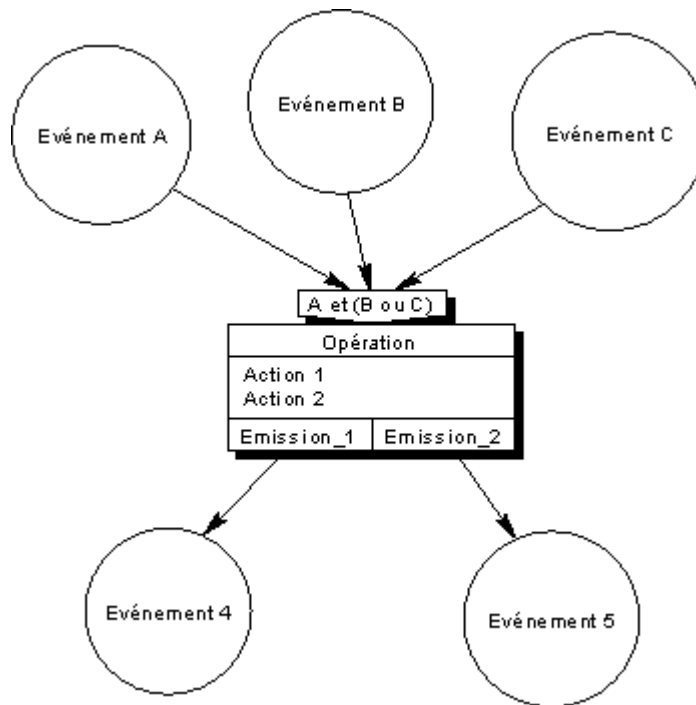 Evénement A
Evénement B
Evénement C
A et (B ou C)
Opération
Action 1
Action 2
Emission_1
Emission_2
Evénement 4
Evénement 5